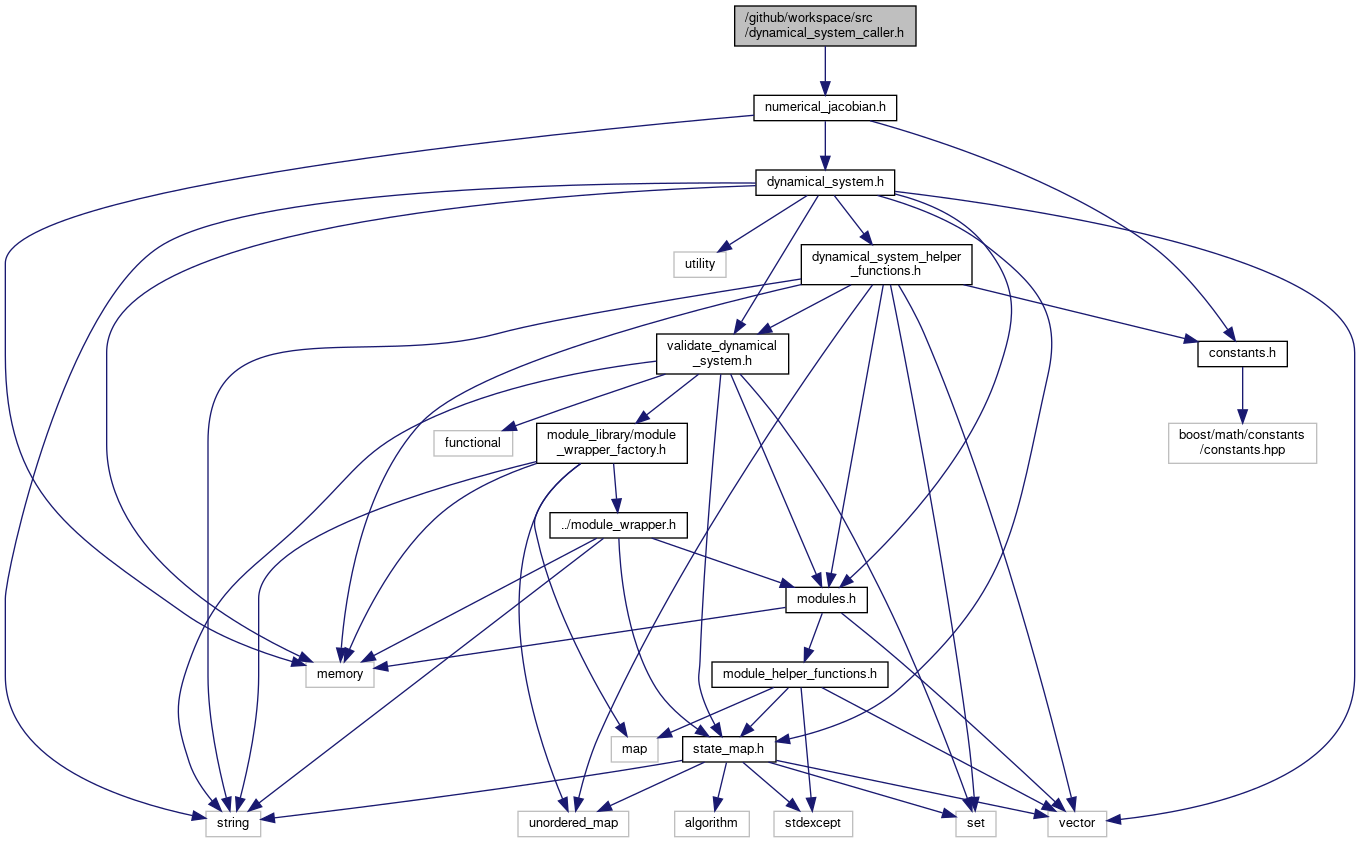 /github/workspace/src
/dynamical_system_caller.h
numerical_jacobian.h
dynamical_system.h
utility
dynamical_system_helper
_functions.h
validate_dynamical
_system.h
constants.h
functional
module_library/module
_wrapper_factory.h
boost/math/constants
/constants.hpp
../module_wrapper.h
modules.h
memory
module_helper_functions.h
map
state_map.h
string
unordered_map
algorithm
stdexcept
set
vector